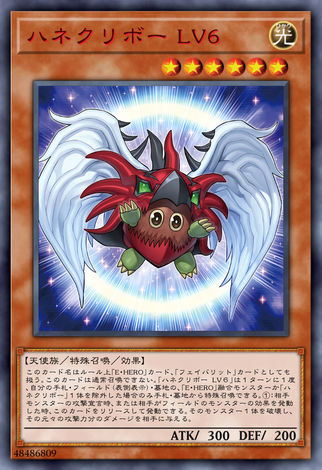 ハネクリボー LV6
光
【天使族/特殊召喚/効果】
このカード名はルール上「E・HERO」カード、「フェイバリット」カードとしても
扱う。このカードは通常召喚できない。「ハネクリボー LV6」は1ターンに1度
、自分の手札・フィールド(表側表示)・墓地の、「E・HERO」融合モンスターか「ハネ
クリボー」1体を除外した場合のみ手札・墓地から特殊召喚できる。①:相手
モンスターの攻撃宣言時、または相手がフィールドのモンスターの効果を発動
した時、このカードをリリースして発動できる。そのモンスター1体を破壊し、
その元々の攻撃力分のダメージを相手に与える。
ATK/ 300 DEF/ 200
48486809